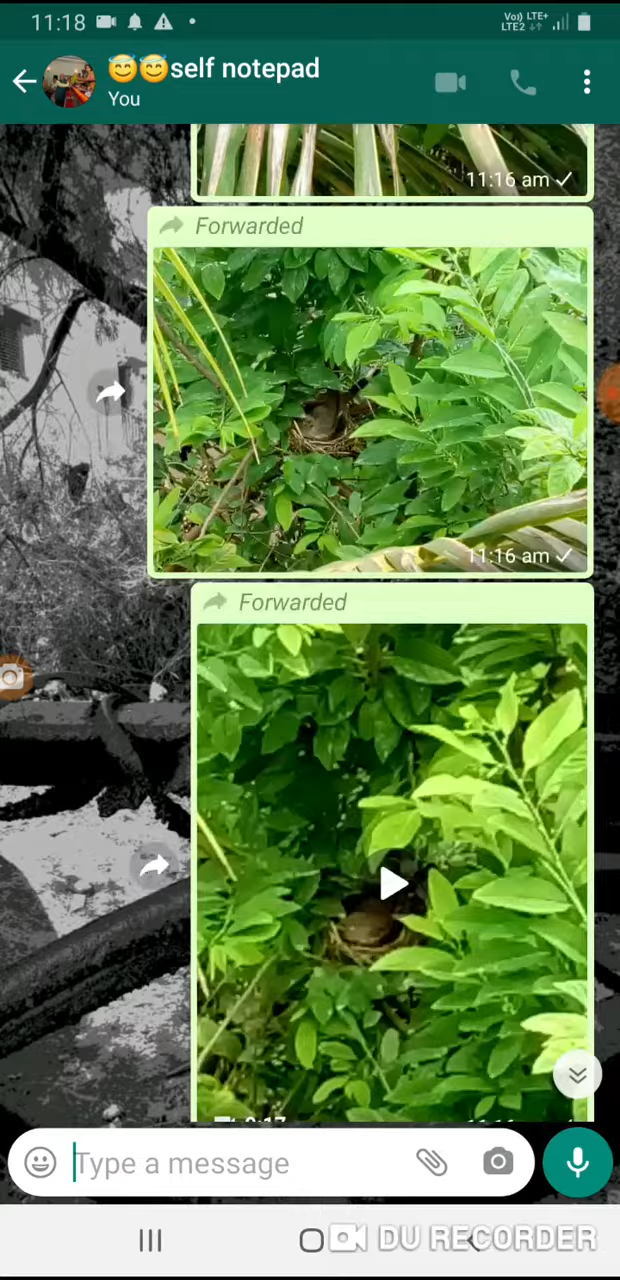 11:18
Vo) LTE+
LTE2
😇😇self notepad
You
11:16 am
Forwarded
11:16 am
Forwarded
Type a message
DU RECORDER